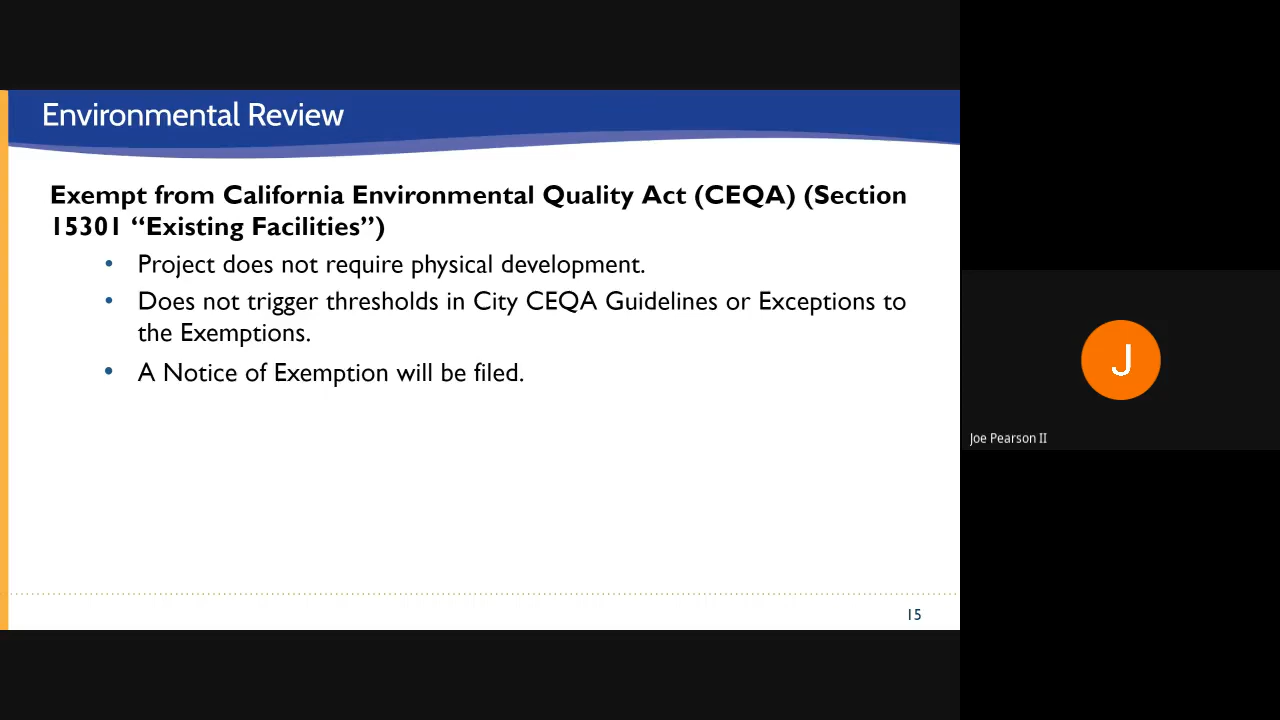 Environmental Review
Exempt from California Environmental Quality Act (CEQA) (Section
15301 “Existing Facilities”)
• Project does not require physical development.
• Does not trigger thresholds in City CEQA Guidelines or Exceptions to
the Exemptions.
• A Notice of Exemption will be filed.
15
J
Joe Pearson II